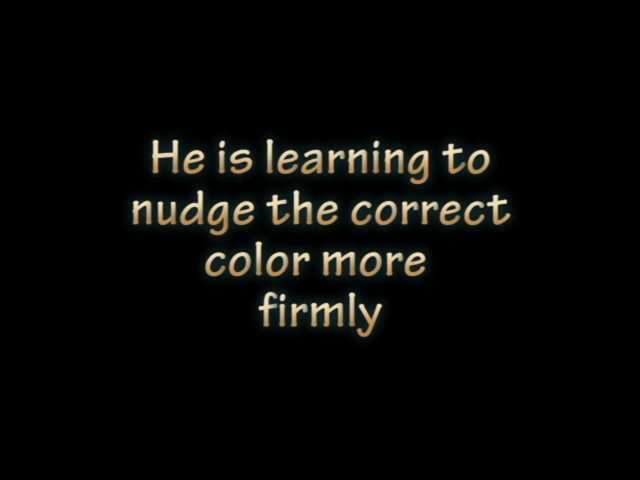 He is learning to
nudge the correct
color more
firmly